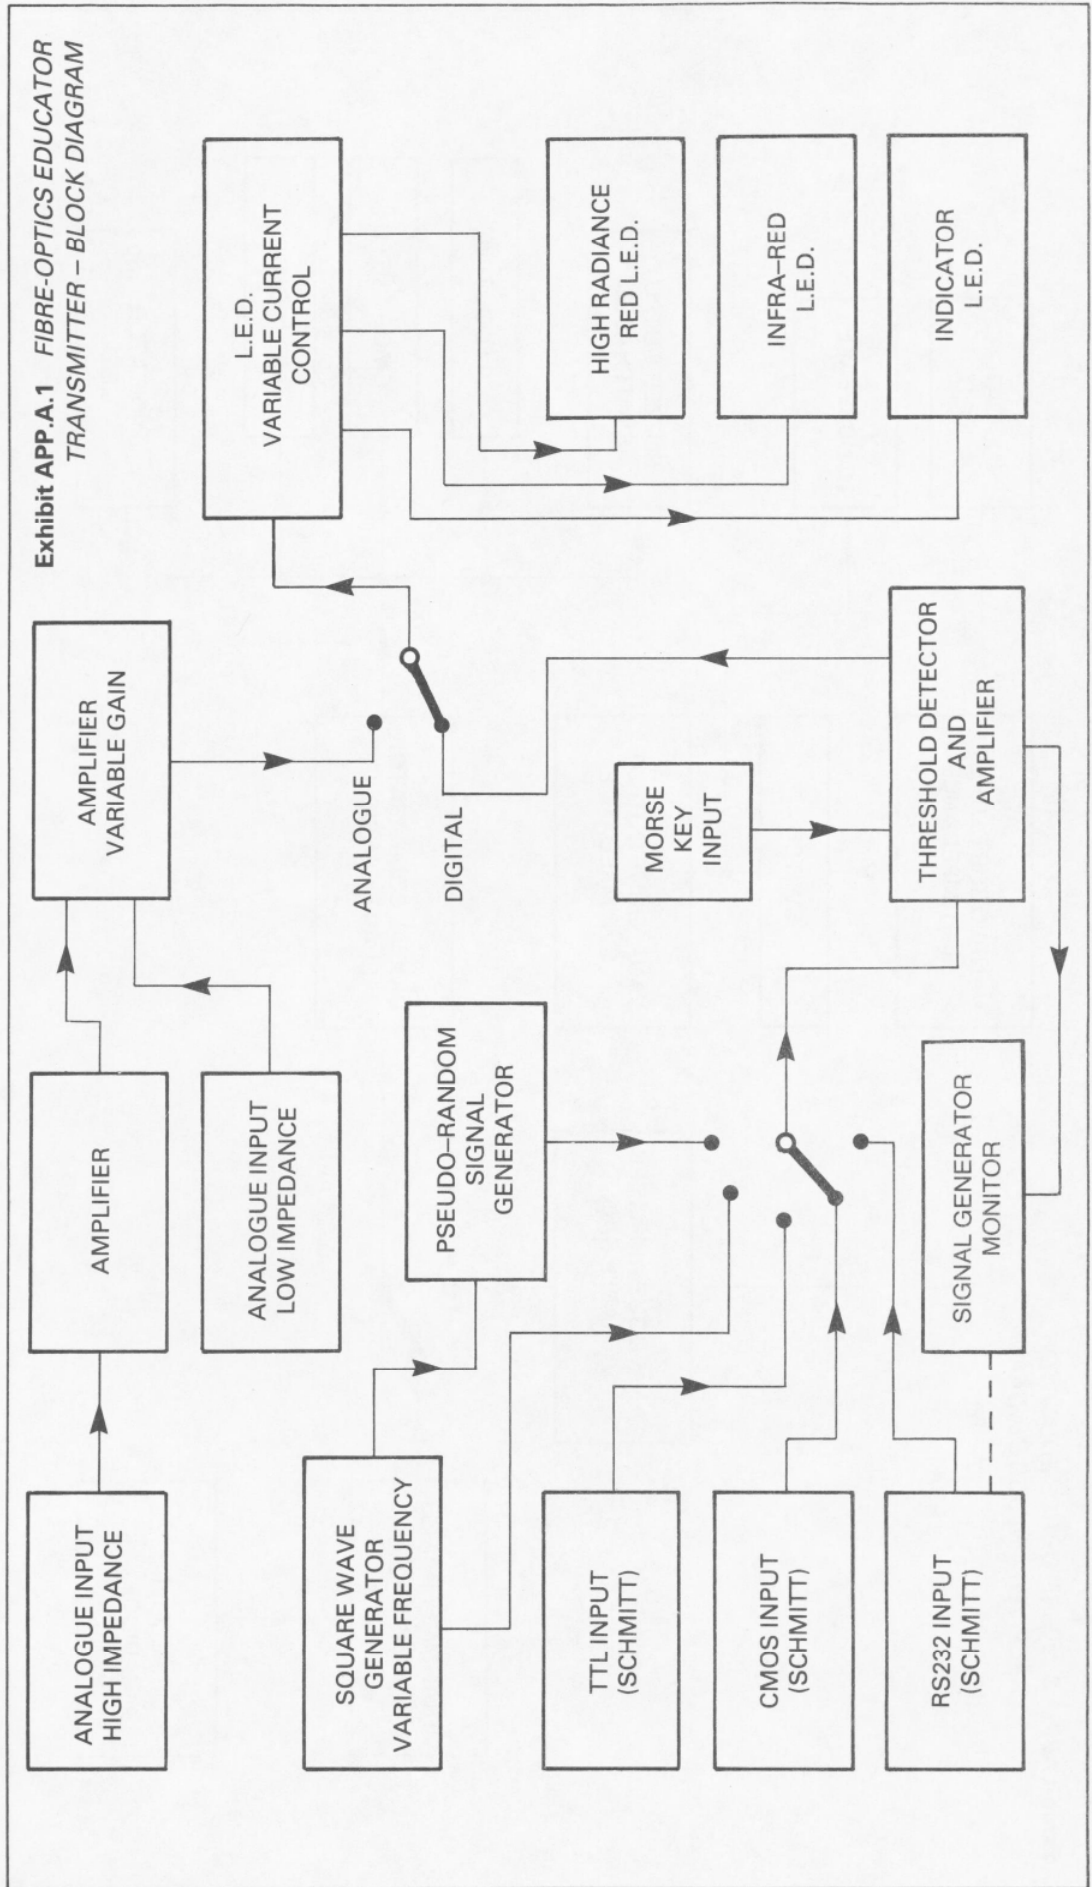 Exhibit APP.A.1 FIBRE-OPTICS EDUCATOR
TRANSMITTER – BLOCK DIAGRAM
ANALOGUE INPUT
HIGH IMPEDANCE
AMPLIFIER
AMPLIFIER
VARIABLE GAIN
ANALOGUE INPUT
LOW IMPEDANCE
L.E.D.
VARIABLE CURRENT
CONTROL
ANALOGUE
DIGITAL
SQUARE WAVE
GENERATOR
VARIABLE FREQUENCY
PSEUDO–RANDOM
SIGNAL
GENERATOR
TTL INPUT
(SCHMITT)
CMOS INPUT
(SCHMITT)
RS232 INPUT
(SCHMITT)
MORSE
KEY
INPUT
SIGNAL GENERATOR
MONITOR
THRESHOLD DETECTOR
AND
AMPLIFIER
HIGH RADIANCE
RED L.E.D.
INFRA–RED
L.E.D.
INDICATOR
L.E.D.